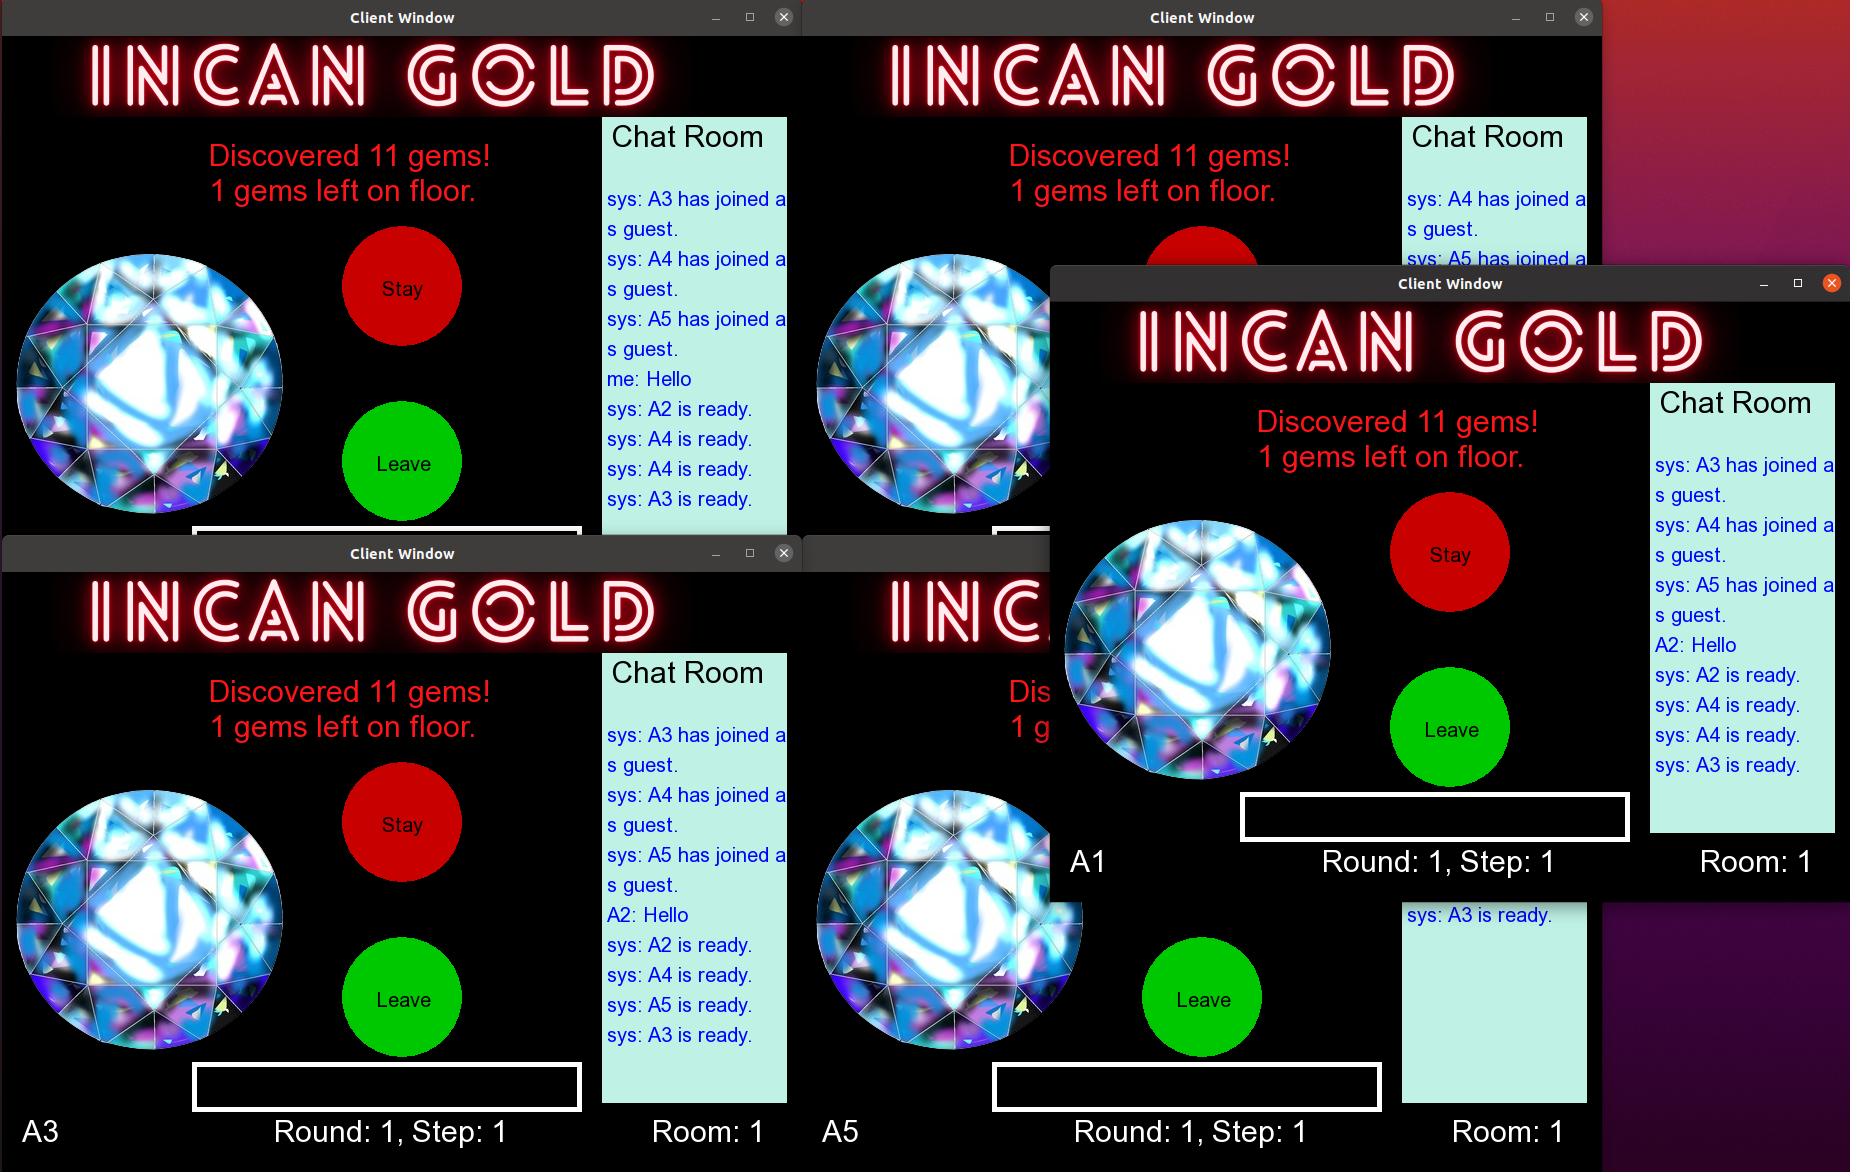 Client Window
INCAN GOLD
Discovered 11 gems!
1 gems left on floor.
Stay
Leave
Chat Room
sys: A3 has joined a
s guest.
sys: A4 has joined a
s guest.
sys: A5 has joined a
s guest.
me: Hello
sys: A2 is ready.
sys: A4 is ready.
sys: A4 is ready.
sys: A3 is ready.
Client Window
INCAN GOLD
Discovered 11 gems!
1 gems left on floor.
Chat Room
sys: A4 has joined a
s guest.
sys: A5 has joined a
Client Window
INCAN GOLD
Discovered 11 gems!
1 gems left on floor.
Stay
Leave
Chat Room
sys: A3 has joined a
s guest.
sys: A4 has joined a
s guest.
sys: A5 has joined a
s guest.
A2: Hello
sys: A2 is ready.
sys: A4 is ready.
sys: A4 is ready.
sys: A3 is ready.
A1
Round: 1, Step: 1
Room: 1
Client Window
INCAN GOLD
Discovered 11 gems!
1 gems left on floor.
Stay
Leave
Chat Room
sys: A3 has joined a
s guest.
sys: A4 has joined a
s guest.
sys: A5 has joined a
s guest.
A2: Hello
sys: A2 is ready.
sys: A4 is ready.
sys: A5 is ready.
sys: A3 is ready.
A3
Round: 1, Step: 1
Room: 1
INC
Dis
1 g
Leave
sys: A3 is ready.
A5
Round: 1, Step: 1
Room: 1